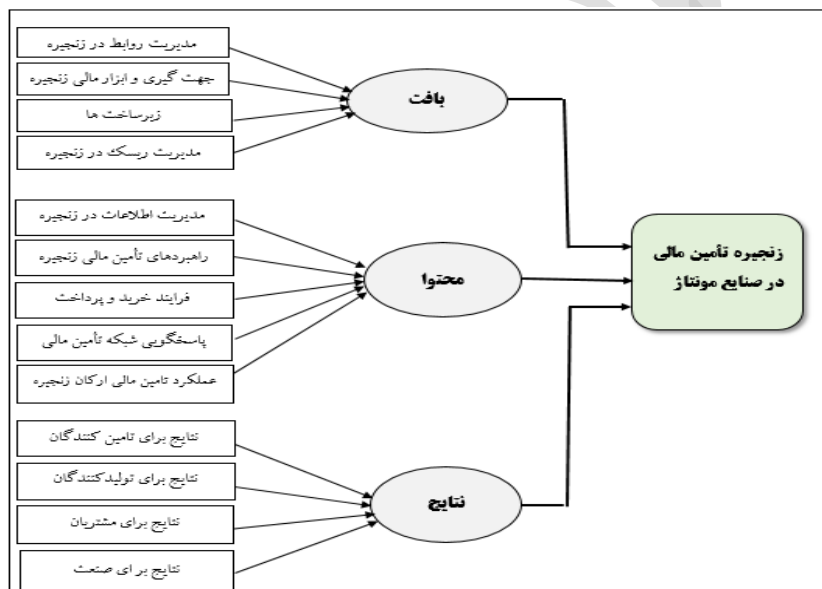 مدیریت روابط در زنجیره
جهت گیری و ابزار مالی زنجیره
زیرساخت ها
مدیریت ریسک در زنجیره
بافت
مدیریت اطلاعات در زنجیره
راهبردهای تأمین مالی زنجیره
فرایند خرید و پرداخت
پاسخگویی شبکه تأمین مالی
عملکرد تامین مالی ارکان زنجیره
محتوا
نتایج برای تامین کنندگان
نتایج برای تولیدکنندگان
نتایج برای مشتریان
نتایج بر ای صنعت
نتایج
زنجیره تأمین مالی
در صنایع مونتاژ